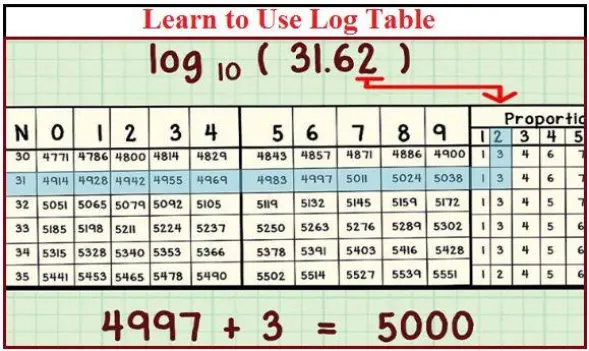 Learn to Use Log Table
log 10 ( 31.62 )
Proportio
N 0 1 2 3 4 5 6 7 8 9 1 2 3 4 5
30 4771 4786 4800 4814 4829 4843 4857 4871 4886 4900 1 3 4 6 7
31 4914 4928 4942 4955 4969 4983 4997 5011 5024 5038 1 3 4 6 7
32 5051 5065 5079 5092 5105 5119 5132 5145 5159 5172 1 3 4 5 7
33 5185 5198 5211 5224 5237 5250 5263 5276 5289 5302 1 3 4 5 6
34 5315 5328 5340 5353 5366 5378 5391 5403 5416 5428 1 3 4 5 6
35 5441 5453 5465 5478 5490 5502 5514 5527 5539 5551 1 2 4 5 6
4997 + 3 = 5000